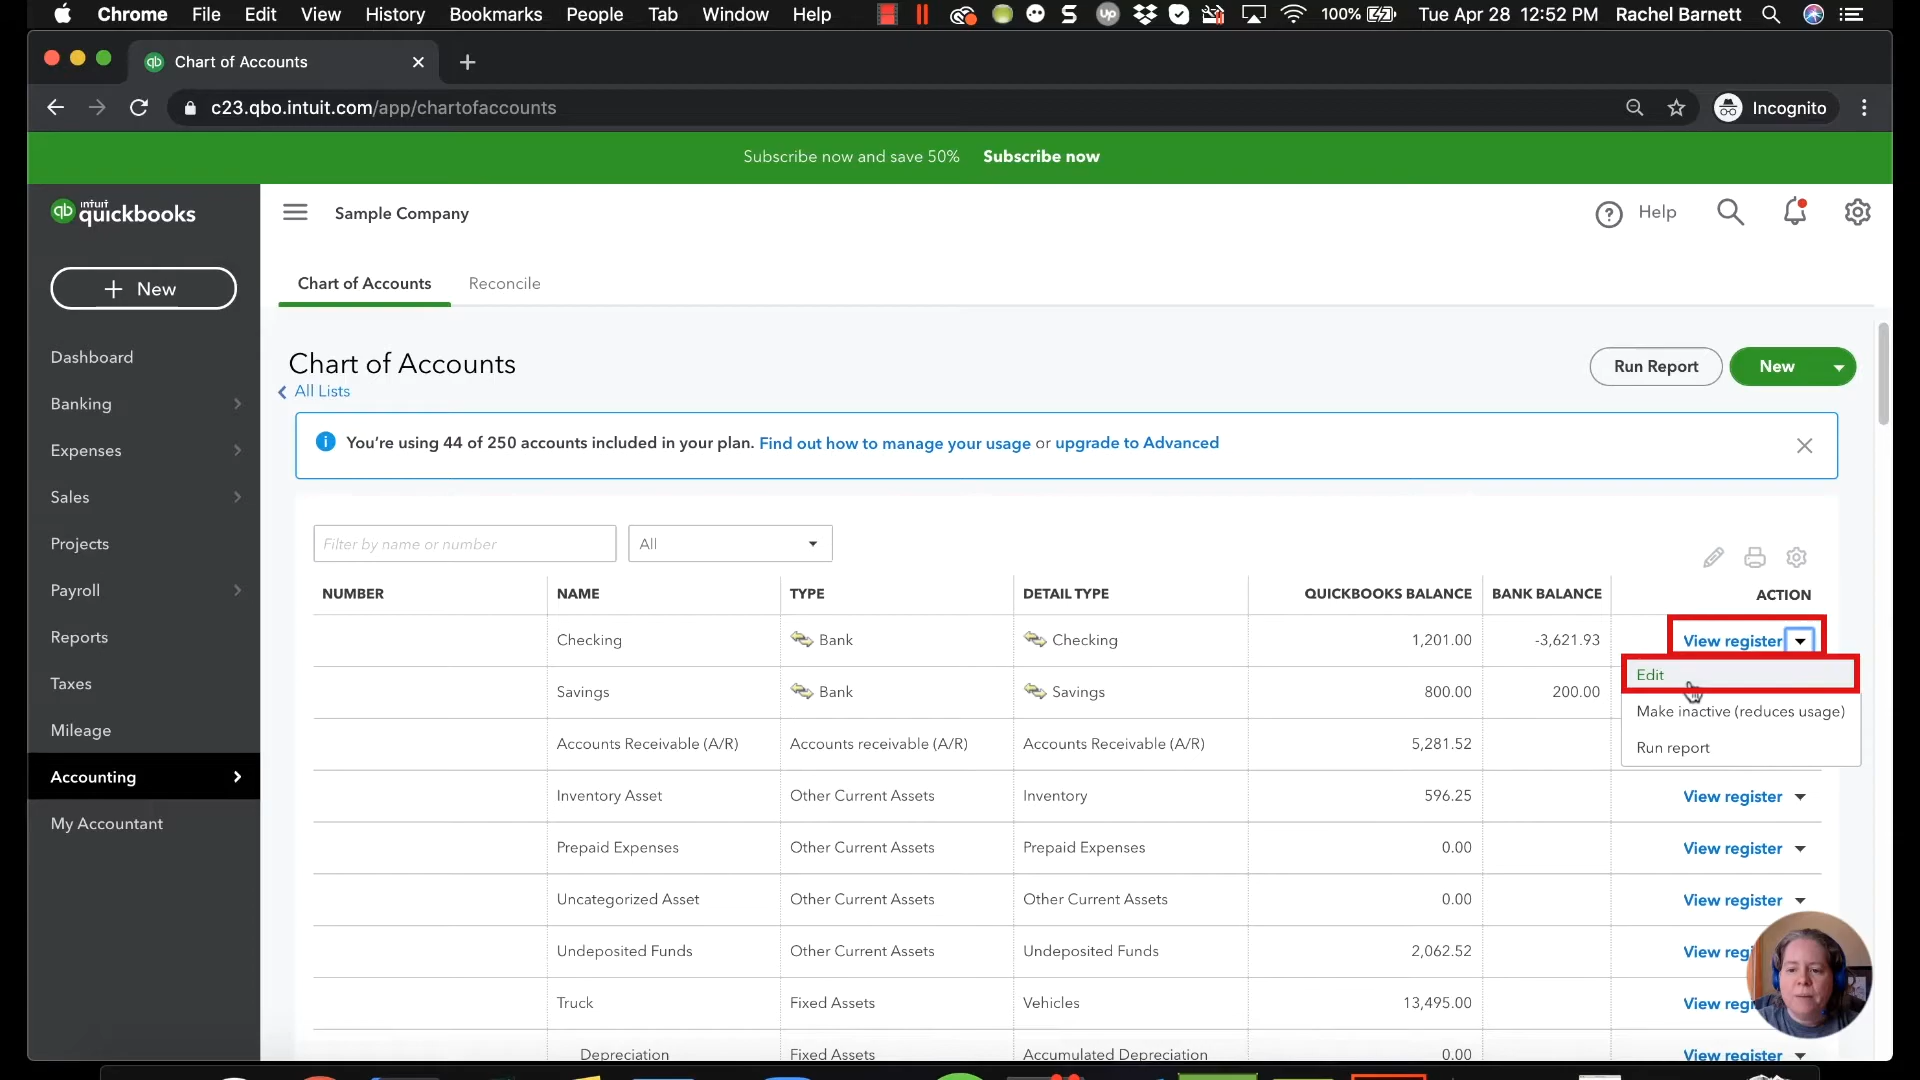 Chrome File Edit View History Bookmarks People Tab Window Help 100% Tue Apr 28 12:52 PM Rachel Barnett
Chart of Accounts
c23.qbo.intuit.com/app/chartofaccounts Incognito
Subscribe now and save 50% Subscribe now
intuit quickbooks
Sample Company
Help
New
Chart of Accounts Reconcile
Dashboard
Banking
Expenses
Sales
Projects
Payroll
Reports
Taxes
Mileage
Accounting
My Accountant
Chart of Accounts
All Lists
Run Report New
You're using 44 of 250 accounts included in your plan. Find out how to manage your usage or upgrade to Advanced
Filter by name or number All
NUMBER NAME TYPE DETAIL TYPE QUICKBOOKS BALANCE BANK BALANCE ACTION
Checking Bank Checking 1,201.00 -3,621.93 View register
Edit
Make inactive (reduces usage)
Run report
Savings Bank Savings 800.00 200.00
Accounts Receivable (A/R) Accounts receivable (A/R) Accounts Receivable (A/R) 5,281.52
Inventory Asset Other Current Assets Inventory 596.25 View register
Prepaid Expenses Other Current Assets Prepaid Expenses 0.00 View register
Uncategorized Asset Other Current Assets Other Current Assets 0.00 View register
Undeposited Funds Other Current Assets Undeposited Funds 2,062.52 View reg
Truck Fixed Assets Vehicles 13,495.00 View reg
Depreciation Fixed Assets Accumulated Depreciation 0.00 View register